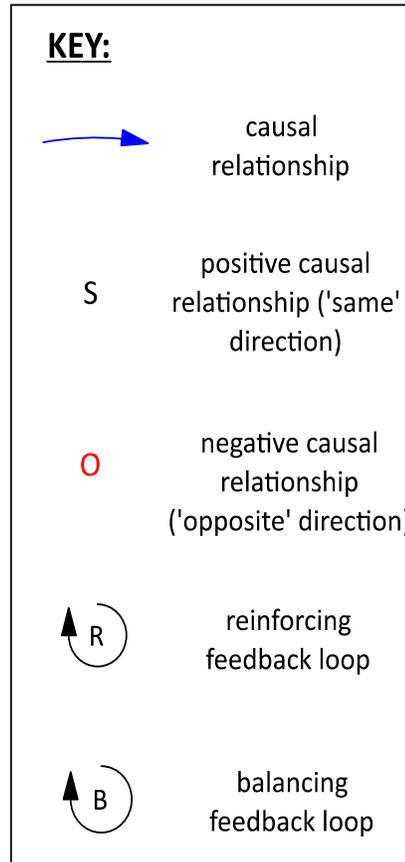 KEY:
causal
relationship
S
positive causal
relationship ('same'
direction)
O
negative causal
relationship
('opposite' direction)
R
reinforcing
feedback loop
B
balancing
feedback loop